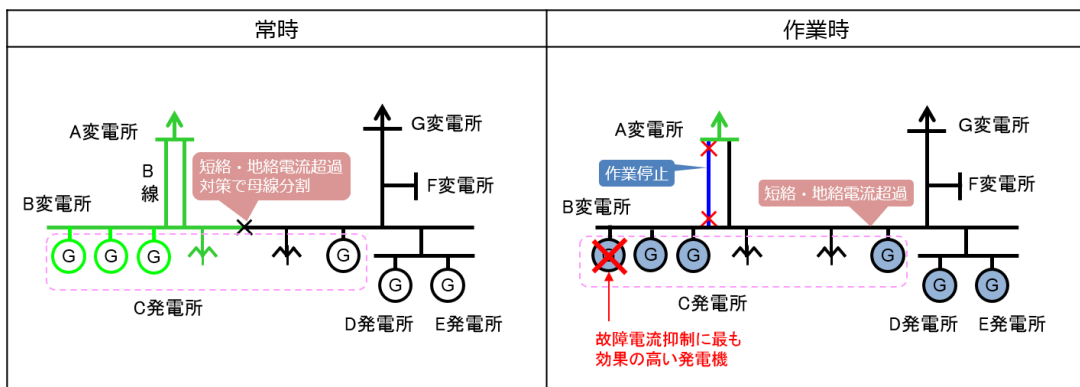 常時
作業時
A変電所
B
線
短絡・地絡電流超過
対策で母線分割
G変電所
F変電所
B変電所
G
G
G
G
C発電所
G
G
D発電所
E発電所
A変電所
作業停止
短絡・地絡電流超過
G変電所
F変電所
B変電所
G
G
G
G
C発電所
G
G
D発電所
E発電所
故障電流抑制に最も
効果の高い発電機